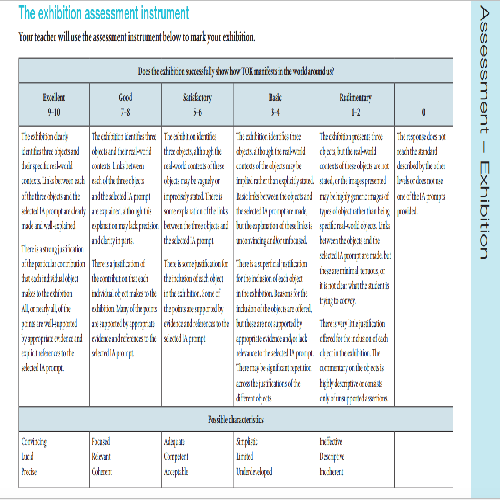 The exhibition assessment instrument
Your teacher will use the assessment instrument below to mark your exhibition.
Does the exhibition successfully show how TOK manifests in the world around us?
Excellent
9–10
Good
7–8
Satisfactory
5–6
Basic
3–4
Rudimentary
1–2
0
The exhibition clearly
identifies three objects and
their specific real-world
contexts. Links between each
of the three objects and the
selected IA prompt are clearly
made and well-explained.
There is a strong justification
of the particular contribution
that each individual object
makes to the exhibition.
All, or nearly all, of the
points are well-supported
by appropriate evidence and
explicit references to the
selected IA prompt.
The exhibition identifies three
objects and their real-world
contexts. Links between
each of the three objects
and the selected IA prompt
are explained, although this
explanation may lack precision
and clarity in parts.
There is a justification of
the contribution that each
individual object makes to the
exhibition. Many of the points
are supported by appropriate
evidence and references to the
selected IA prompt.
The exhibition identifies
three objects, although the
real-world contexts of these
objects may be vaguely or
imprecisely stated. There is
some explanation of the links
between the three objects and
the selected IA prompt.
There is some justification for
the inclusion of each object
in the exhibition. Some of
the points are supported by
evidence and references to the
selected IA prompt.
The exhibition identifies three
objects, although the real-world
contexts of the objects may be
implied rather than explicitly stated.
Basic links between the objects and
the selected IA prompt are made,
but the explanation of these links is
unconvincing and/or unfocused.
There is a superficial justification
for the inclusion of each object
in the exhibition. Reasons for the
inclusion of the objects are offered,
but these are not supported by
appropriate evidence and/or lack
relevance to the selected IA prompt.
There may be significant repetition
across the justifications of the
different objects.
The exhibition presents three
objects, but the real-world
contexts of these objects are not
stated, or the images presented
may be highly generic images of
types of object rather than being
specific real-world objects. Links
between the objects and the
selected IA prompt are made, but
these are minimal, tenuous, or
it is not clear what the student is
trying to convey.
There is very little justification
offered for the inclusion of each
object in the exhibition. The
commentary on the objects is
highly descriptive or consists
only of unsupported assertions.
The response does not
reach the standard
described by the other
levels or does not use
one of the IA prompts
provided.
Possible characteristics
Convincing
Lucid
Precise
Focused
Relevant
Coherent
Adequate
Competent
Acceptable
Simplistic
Limited
Underdeveloped
Ineffective
Descriptive
Incoherent
Assessment – Exhibition